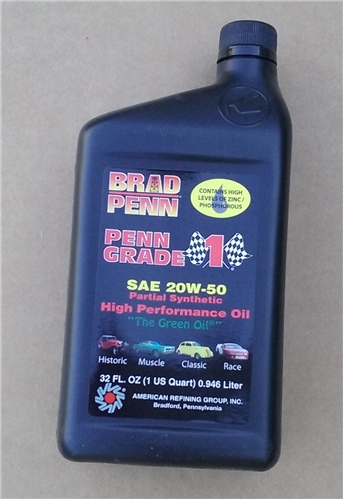 BRAD
PENN
CONTAINS HIGH
LEVELS OF ZINC /
PHOSPHOROUS
PENN
GRADE 1®
SAE 20W-50
Partial Synthetic
High Performance Oil
"The Green Oil®"
Historic Muscle Classic Race
32 FL. OZ (1 US Quart) 0.946 Liter
AMERICAN REFINING GROUP, INC.
Bradford, Pennsylvania